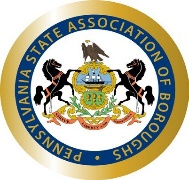 PENNSYLVANIA STATE ASSOCIATION OF BOROUGHS